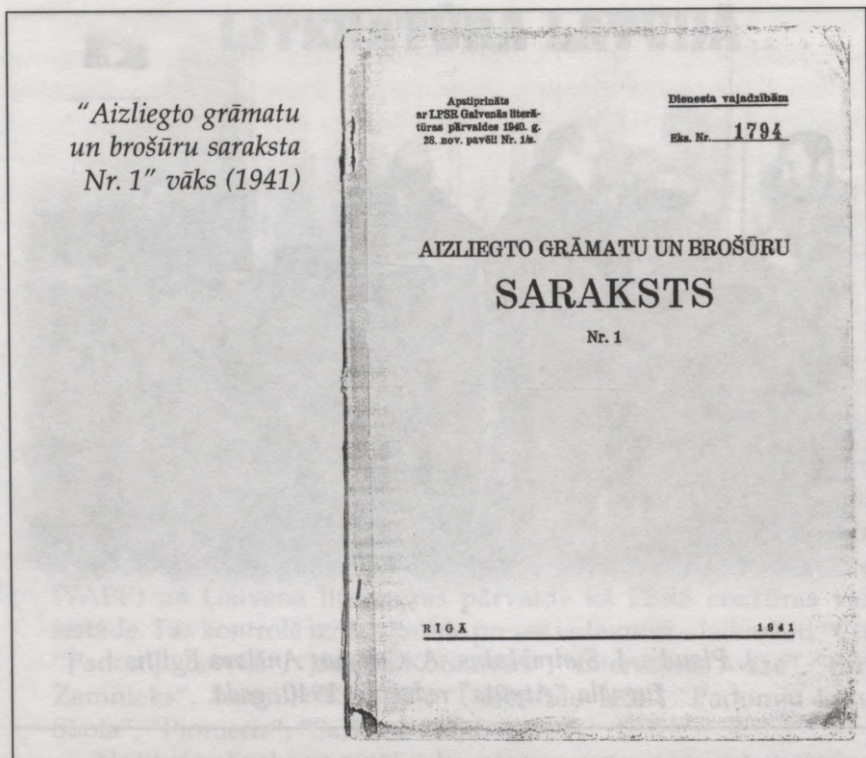 "Aizliegto grāmatu
un brošūru saraksta
Nr. 1" vāks (1941)
Apstiprināts
ar LPSR Galvenās literā-
tūras pārvaldes 1940. g.
28. nov. pavēli Nr. 1/s.
Dienesta vajadzībām
Eks. Nr. 1794
AIZLIEGTO GRĀMATU UN BROŠŪRU
SARAKSTS
Nr. 1
RĪGĀ 1941